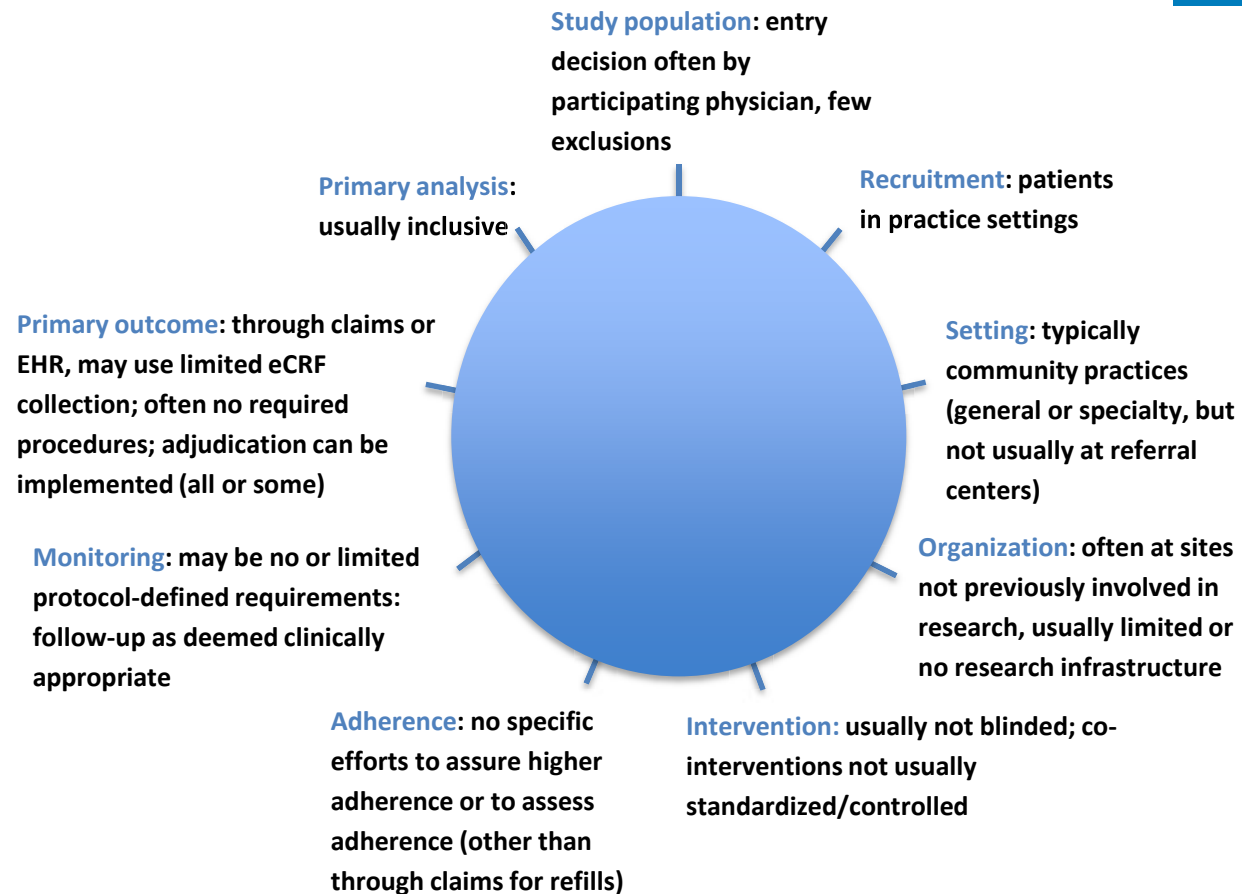 Study population: entry
decision often by
participating physician, few
exclusions
Recruitment: patients
in practice settings
Setting: typically
community practices
(general or specialty, but
not usually at referral
centers)
Organization: often at sites
not previously involved in
research, usually limited or
no research infrastructure
Intervention: usually not blinded; co-
interventions not usually
standardized/controlled
Adherence: no specific
efforts to assure higher
adherence or to assess
adherence (other than
through claims for refills)
Monitoring: may be no or limited
protocol-defined requirements:
follow-up as deemed clinically
appropriate
Primary outcome: through claims or
EHR, may use limited eCRF
collection; often no required
procedures; adjudication can be
implemented (all or some)
Primary analysis:
usually inclusive